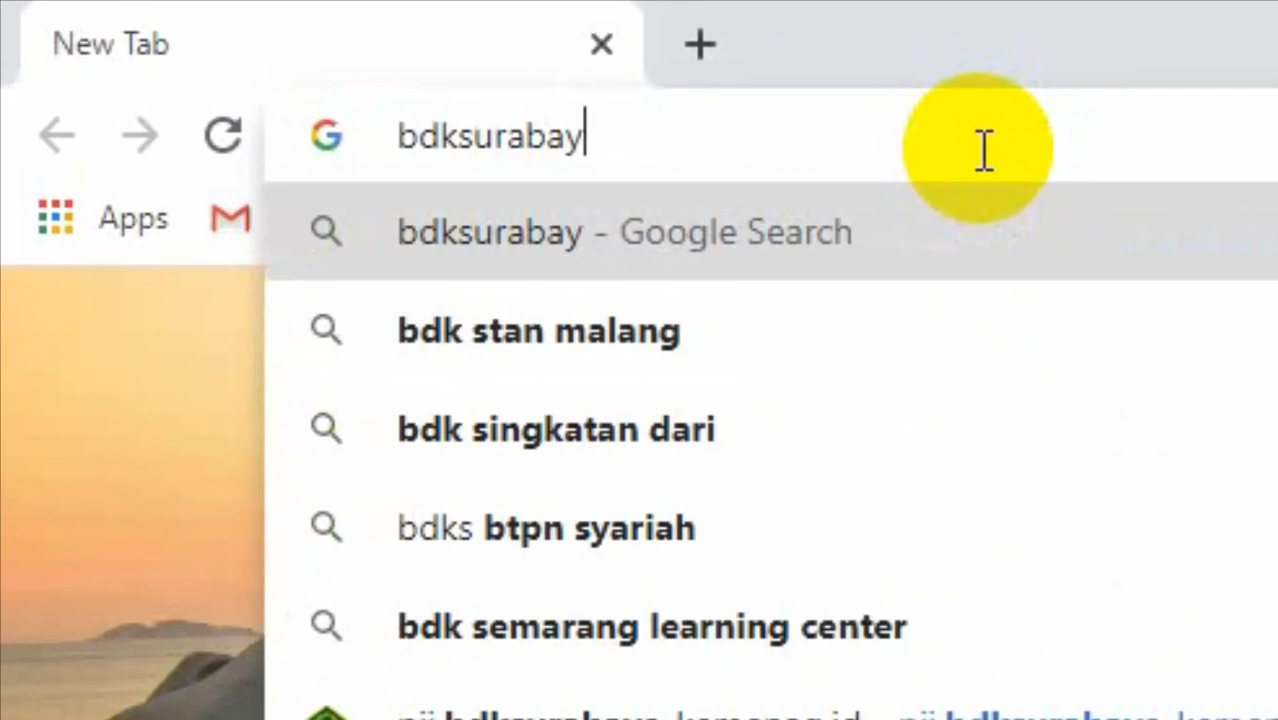 New Tab
bdksurabay
Apps
bdksurabay - Google Search
bdk stan malang
bdk singkatan dari
bdks btpn syariah
bdk semarang learning center